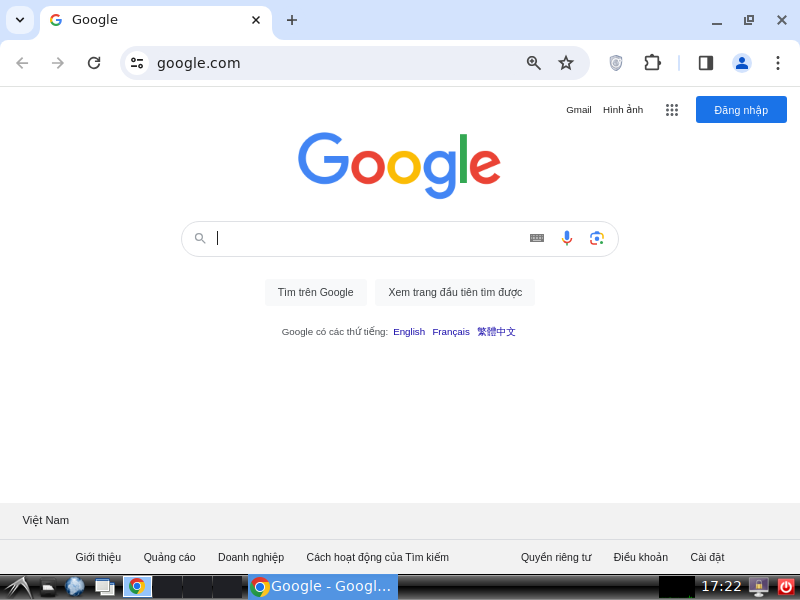 Google
google.com
Gmail Hình ảnh Đăng nhập
Google
Tìm trên Google Xem trang đầu tiên tìm được
Google có các thứ tiếng: English Français 繁體中文
Việt Nam
Giới thiệu Quảng cáo Doanh nghiệp Cách hoạt động của Tìm kiếm Quyền riêng tư Điều khoản Cài đặt
Google - Googl... 17:22